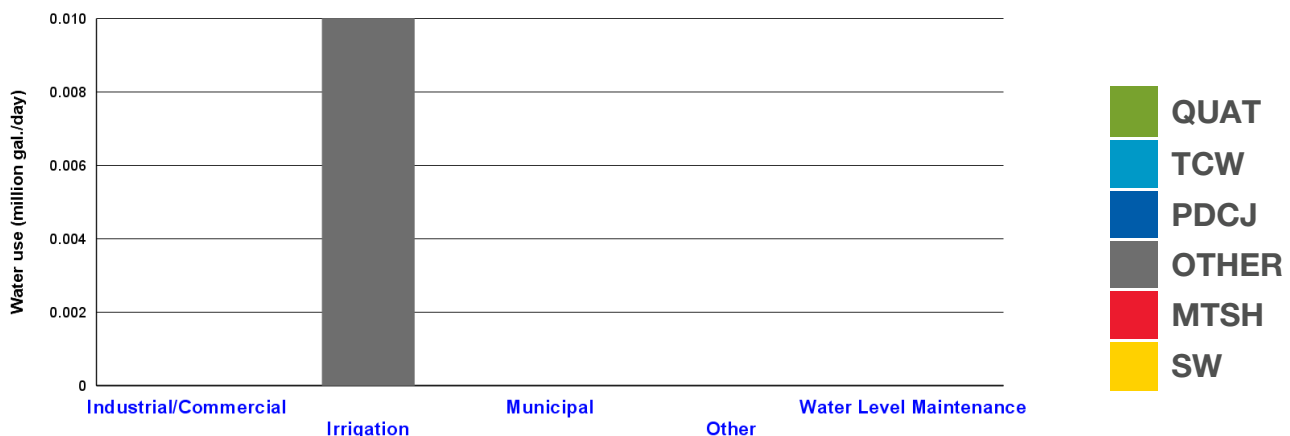 Water use (million gal./day)
0.010
0.008
0.006
0.004
0.002
0
Industrial/Commercial
Irrigation
Municipal
Other
Water Level Maintenance
QUAT
TCW
PDCJ
OTHER
MTSH
SW